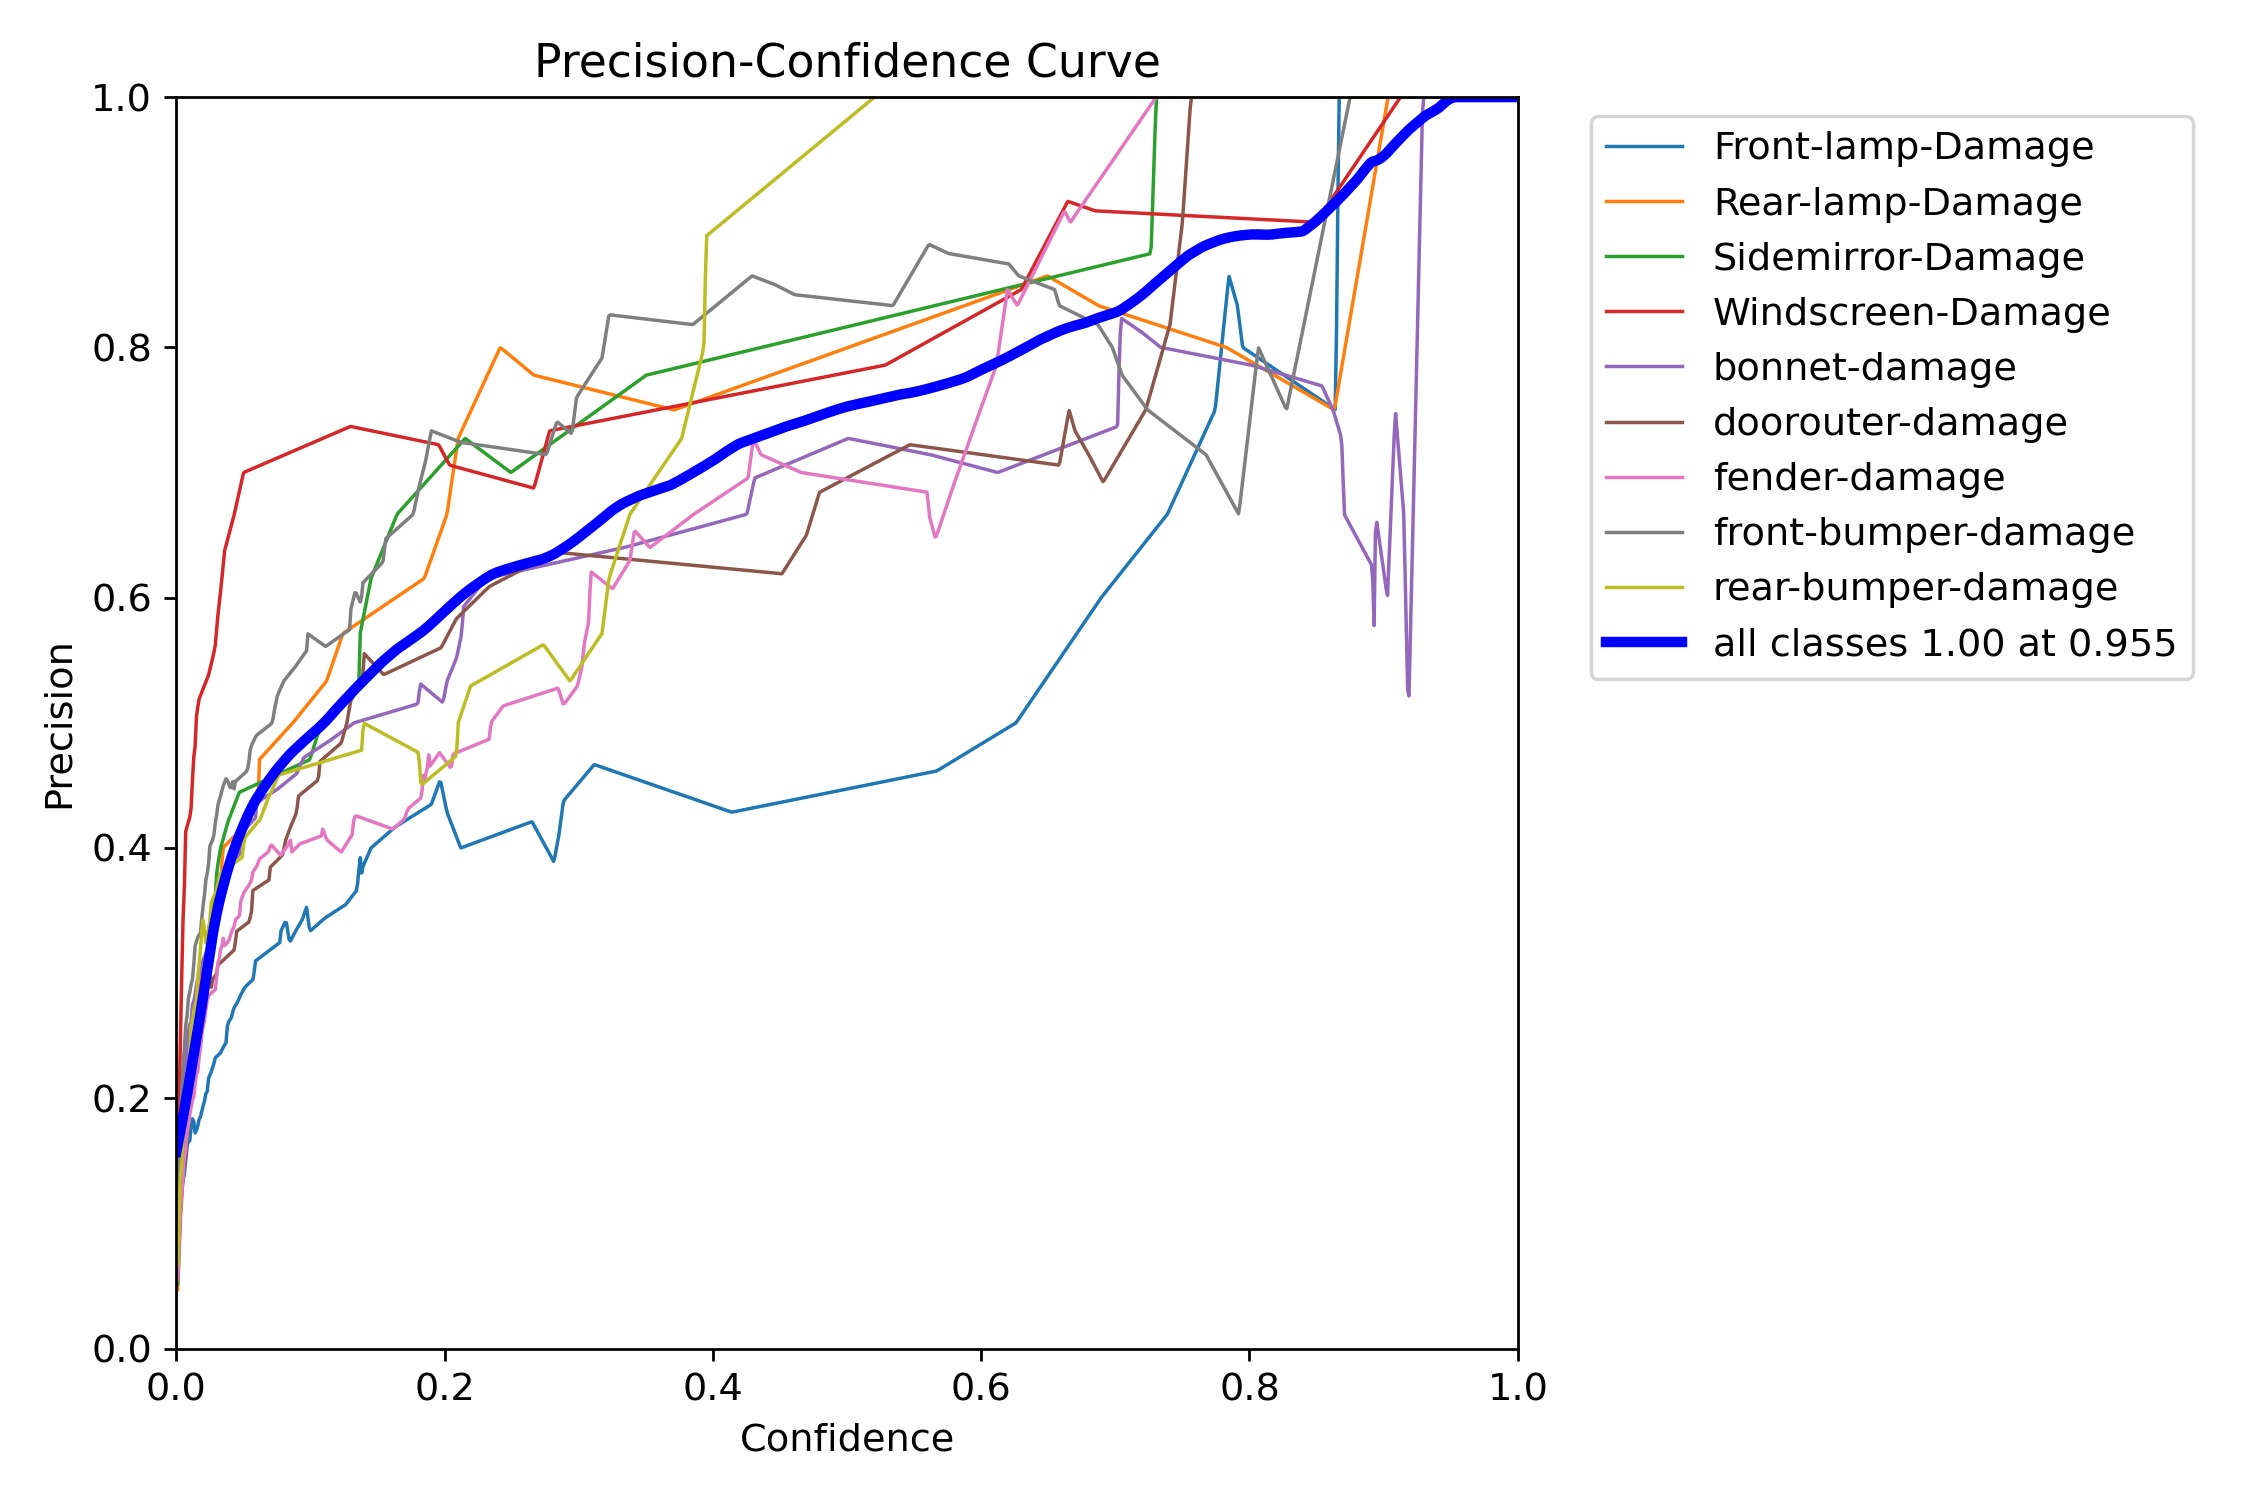 Precision-Confidence Curve
1.0
0.8
0.6
0.4
0.2
0.0
Precision
0.0 0.2 0.4 0.6 0.8 1.0
Confidence
Front-lamp-Damage
Rear-lamp-Damage
Sidemirror-Damage
Windscreen-Damage
bonnet-damage
doorouter-damage
fender-damage
front-bumper-damage
rear-bumper-damage
all classes 1.00 at 0.955